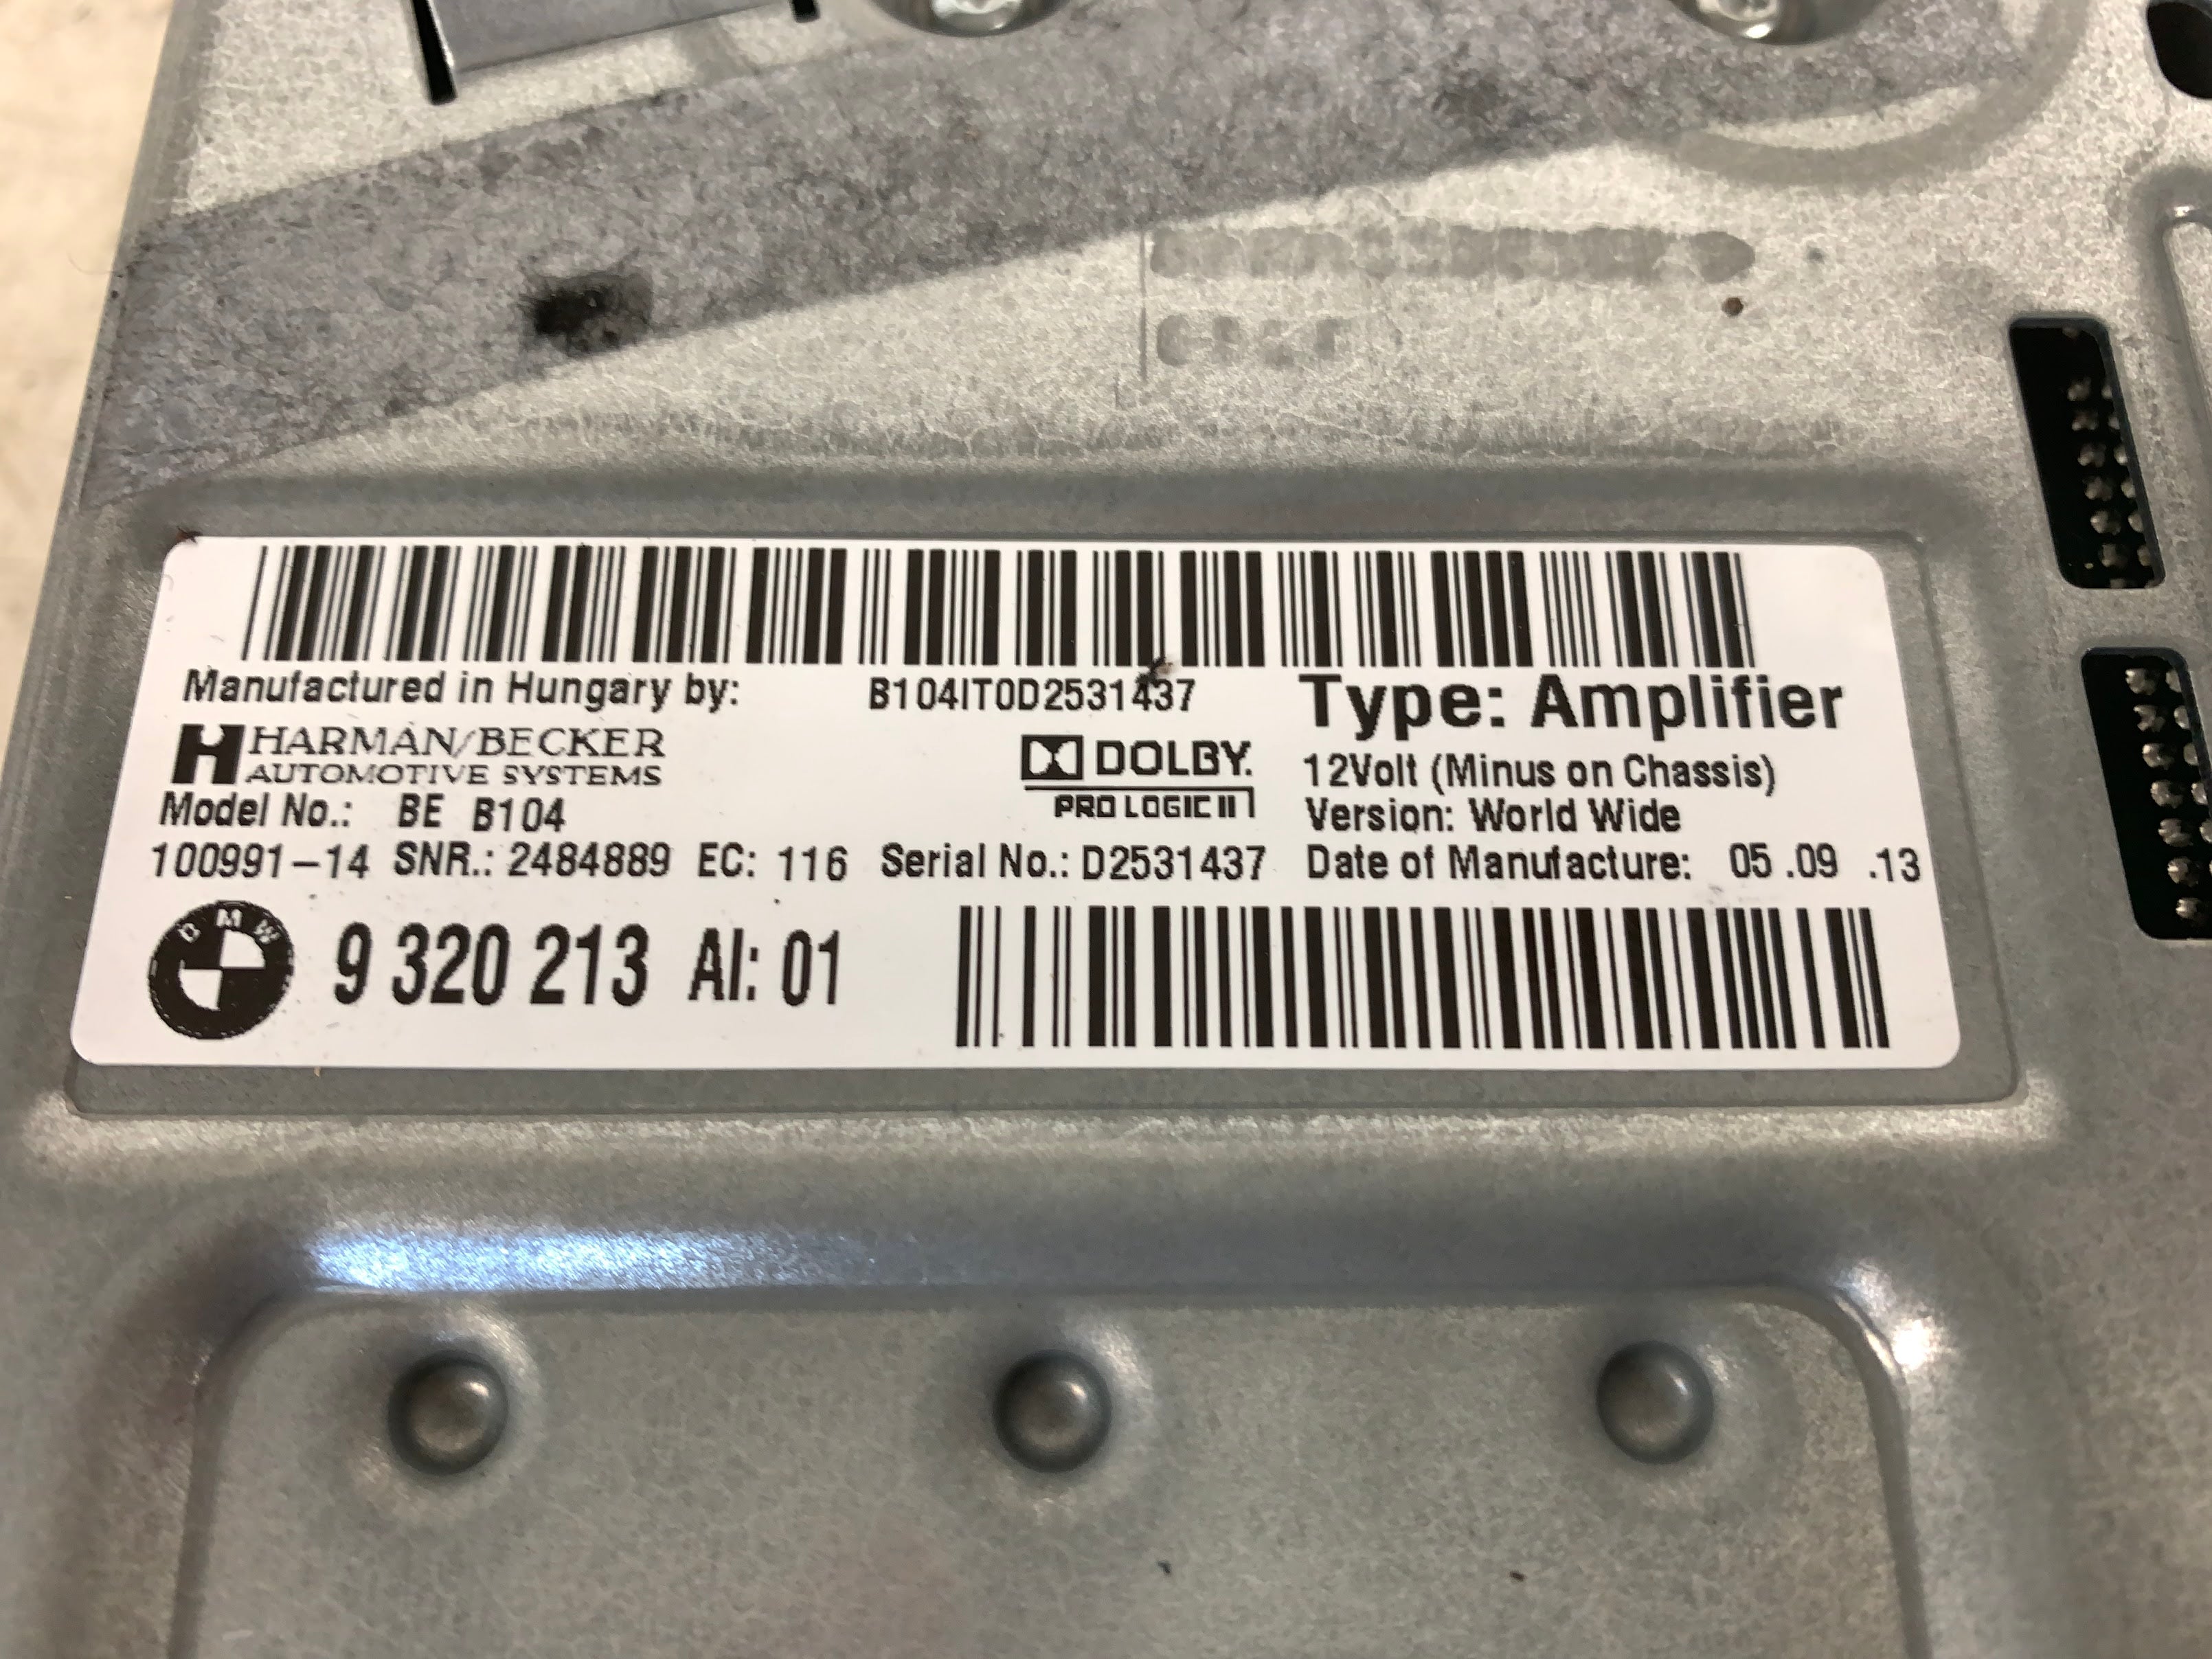 Manufactured in Hungary by: B104IT0D2531437 Type: Amplifier
HARMAN/BECKER
AUTOMOTIVE SYSTEMS
DOLBY.
PRO LOGIC II
12Volt (Minus on Chassis)
Model No.: BE B104
Version: World Wide
100991-14 SNR.: 2484889 EC: 116 Serial No.: D2531437 Date of Manufacture: 05 .09 .13
BMW
9 320 213 AI: 01